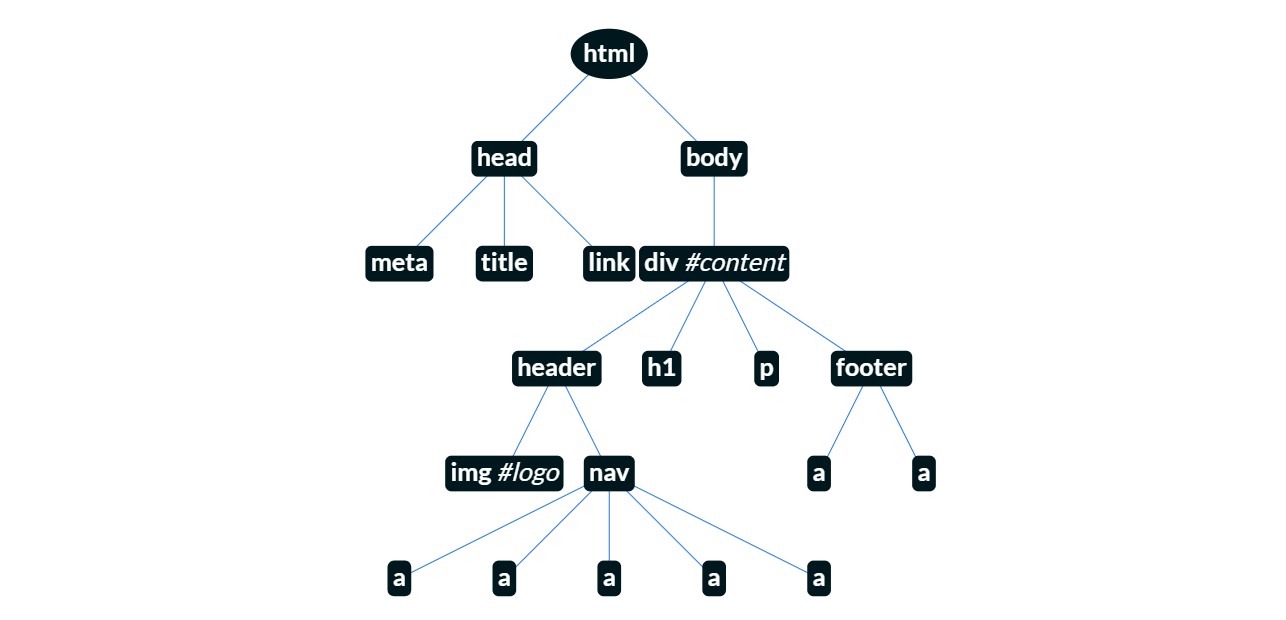 html
head body
meta title link div #content
header h1 p footer
img #logo nav a a
a a a a a